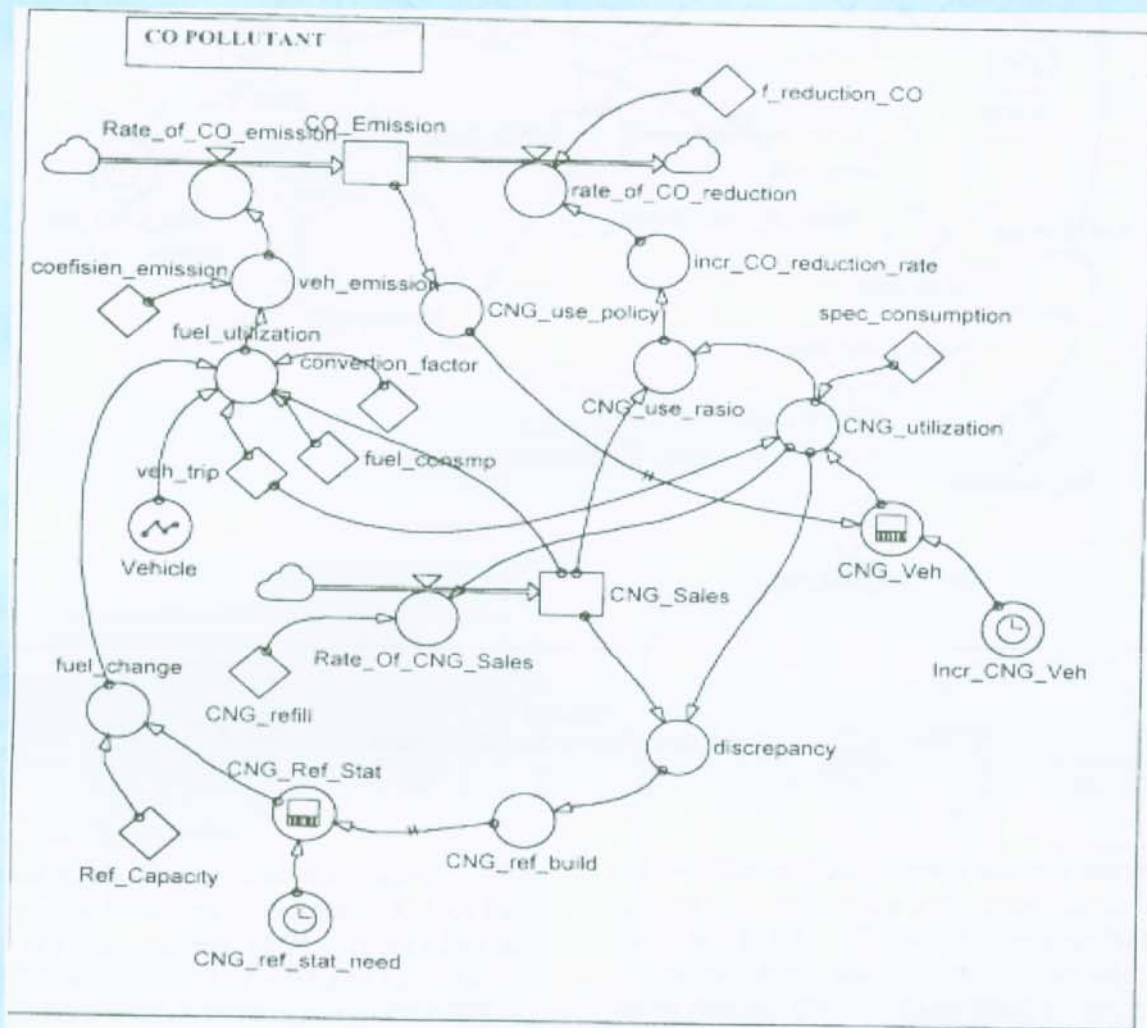 CO POLLUTANT
f_reduction_CO
Rate_of_CO_emission
CO_Emission
rate_of_CO_reduction
coefisien_emission
veh_emission
incr_CO_reduction_rate
CNG_use_policy
fuel_utilization
spec_consumption
convertion_factor
CNG_use_rasio
CNG_utilization
veh_trip
fuel_consmp
Vehicle
CNG_Veh
CNG_Sales
Rate_Of_CNG_Sales
fuel_change
Incr_CNG_Veh
CNG_refill
discrepancy
CNG_Ref_Stat
CNG_ref_build
Ref_Capacity
CNG_ref_stat_need